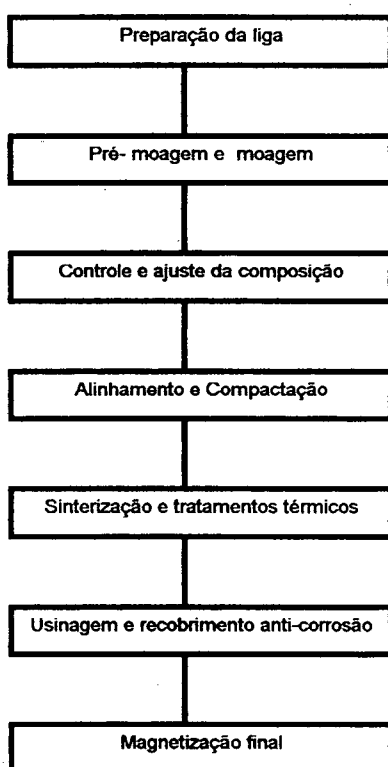 Preparação da liga
Pré- moagem e moagem
Controle e ajuste da composição
Alinhamento e Compactação
Sinterização e tratamentos térmicos
Usinagem e recobrimento anti-corrosão
Magnetização final